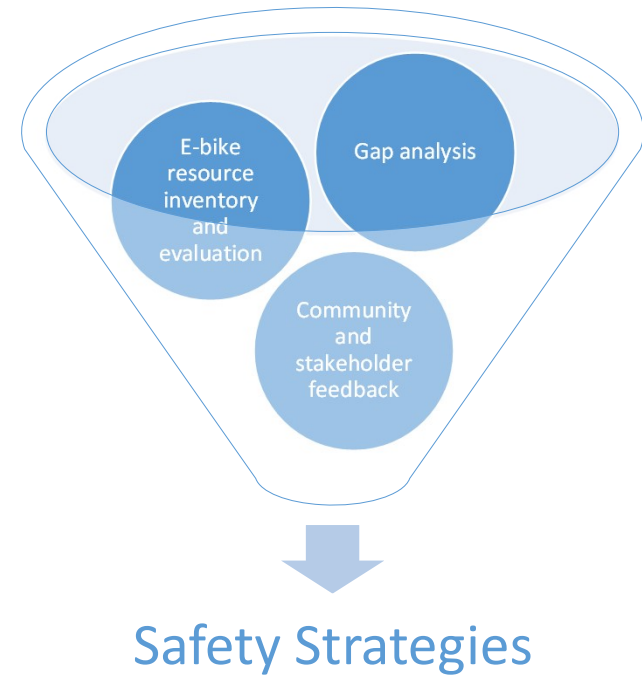 E-bike
resource
inventory
and
evaluation
Gap analysis
Community
and
stakeholder
feedback
Safety Strategies